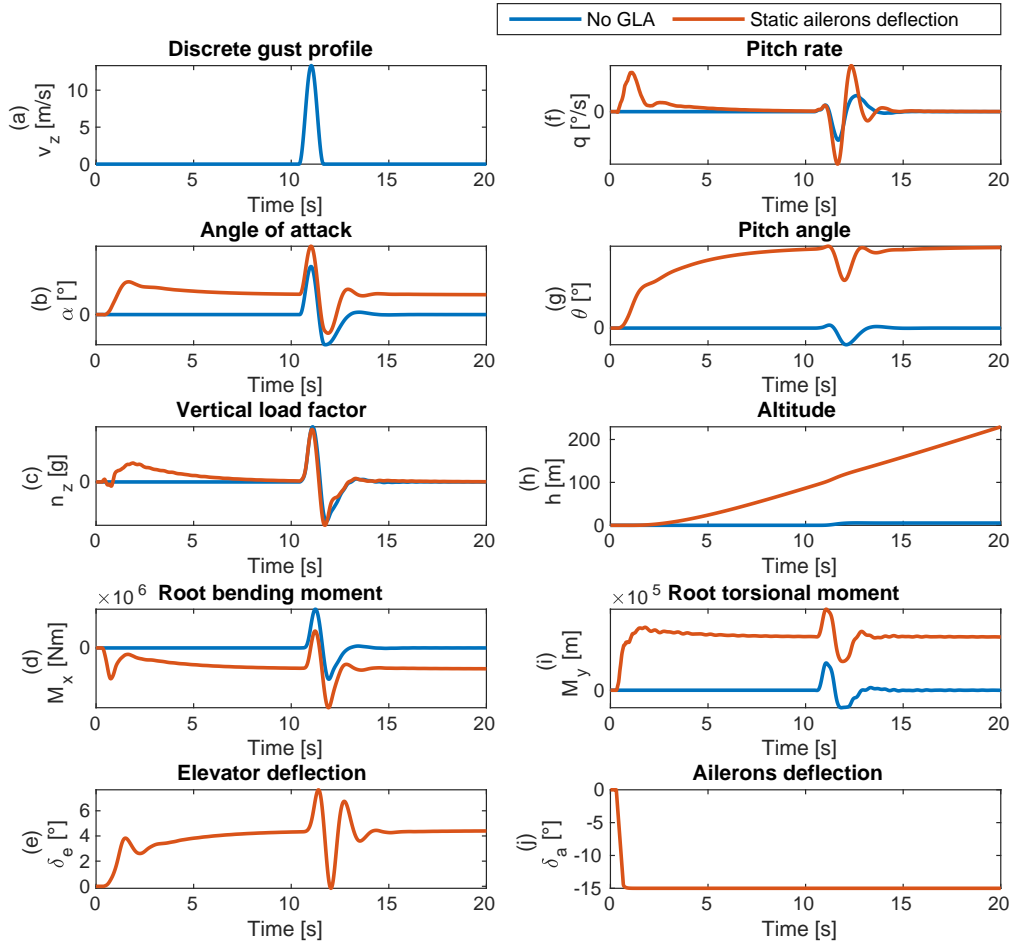 No GLA
Static ailerons deflection
Discrete gust profile
(a)
v_z [m/s]
10
5
0
0 5 10 15 20
Time [s]
Pitch rate
(f)
q [°/s]
0
0 5 10 15 20
Time [s]
Angle of attack
(b)
α [°]
0
0 5 10 15 20
Time [s]
Pitch angle
(g)
θ [°]
0
0 5 10 15 20
Time [s]
Vertical load factor
(c)
n_z [g]
0
0 5 10 15 20
Time [s]
Altitude
(h)
h [m]
200
100
0
0 5 10 15 20
Time [s]
×10^6 Root bending moment
(d)
M_x [Nm]
0
0 5 10 15 20
Time [s]
×10^5 Root torsional moment
(i)
M_y [m]
0
0 5 10 15 20
Time [s]
Elevator deflection
(e)
δ_e [°]
6
4
2
0
0 5 10 15 20
Time [s]
Ailerons deflection
(j)
δ_a [°]
0
-5
-10
-15
0 5 10 15 20
Time [s]